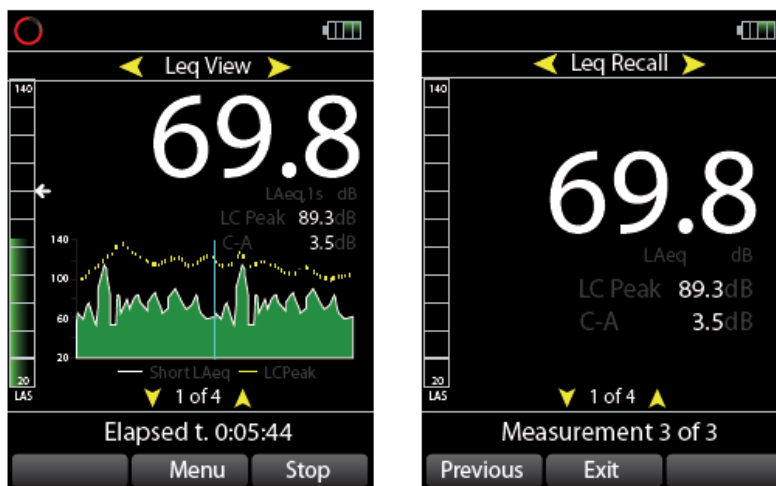 Leq View
140
69.8
LAeq,1s dB
LC Peak 89.3dB
C-A 3.5dB
140
100
60
20
Short LAeq LCPeak
20
LAS
1 of 4
Elapsed t. 0:05:44
Menu Stop
Leq Recall
140
69.8
LAeq dB
LC Peak 89.3dB
C-A 3.5dB
20
LAS
1 of 4
Measurement 3 of 3
Previous Exit